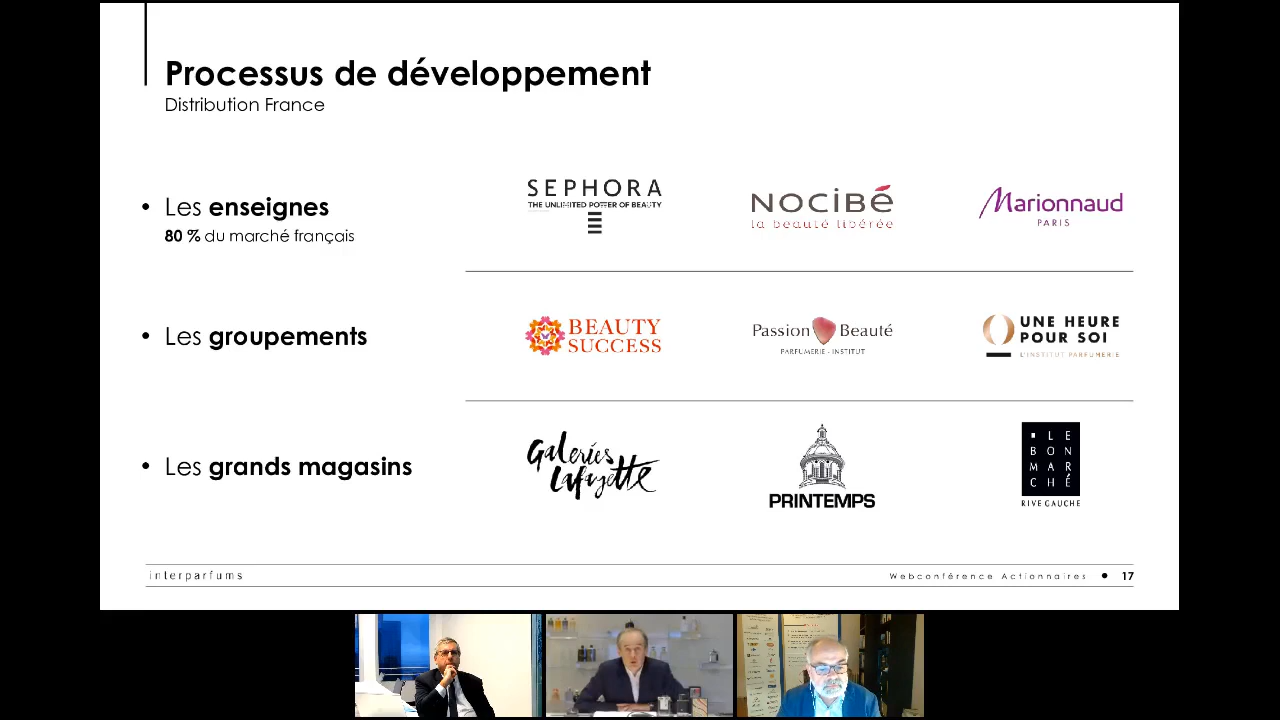 Processus de développement
Distribution France
• Les enseignes
80 % du marché français
SEPHORA
THE UNLIMITED POWER OF BEAUTY
NOCIBÉ
la beauté libérée
Marionnaud
PARIS
• Les groupements
BEAUTY
SUCCESS
Passion Beauté
PARFUMERIE - INSTITUT
UNE HEURE
POUR SOI
L'INSTITUT PARFUMERIE
• Les grands magasins
Galeries
Lafayette
PRINTEMPS
LE
BON
MAR
CHÉ
RIVE GAUCHE
interparfums
Webconférence Actionnaires • 17